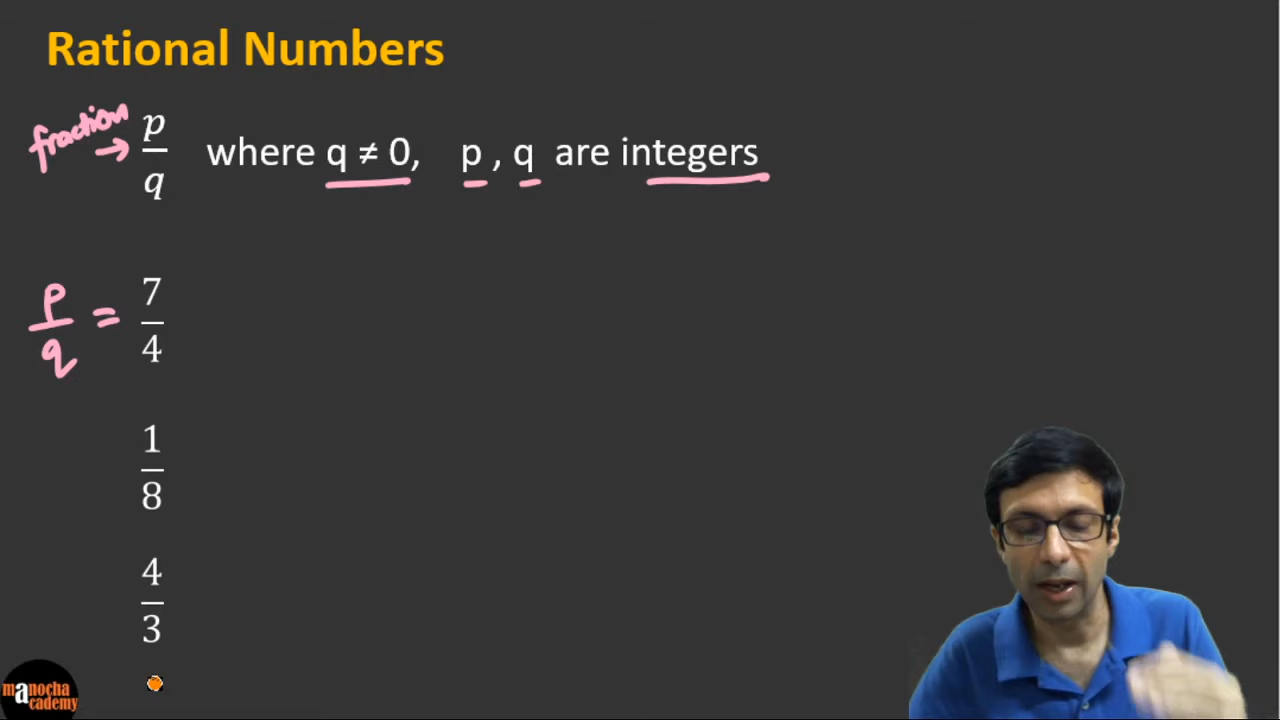 Rational Numbers
fraction → p/q where q ≠ 0, p , q are integers
p/q = 7/4
1/8
4/3
manocha
academy